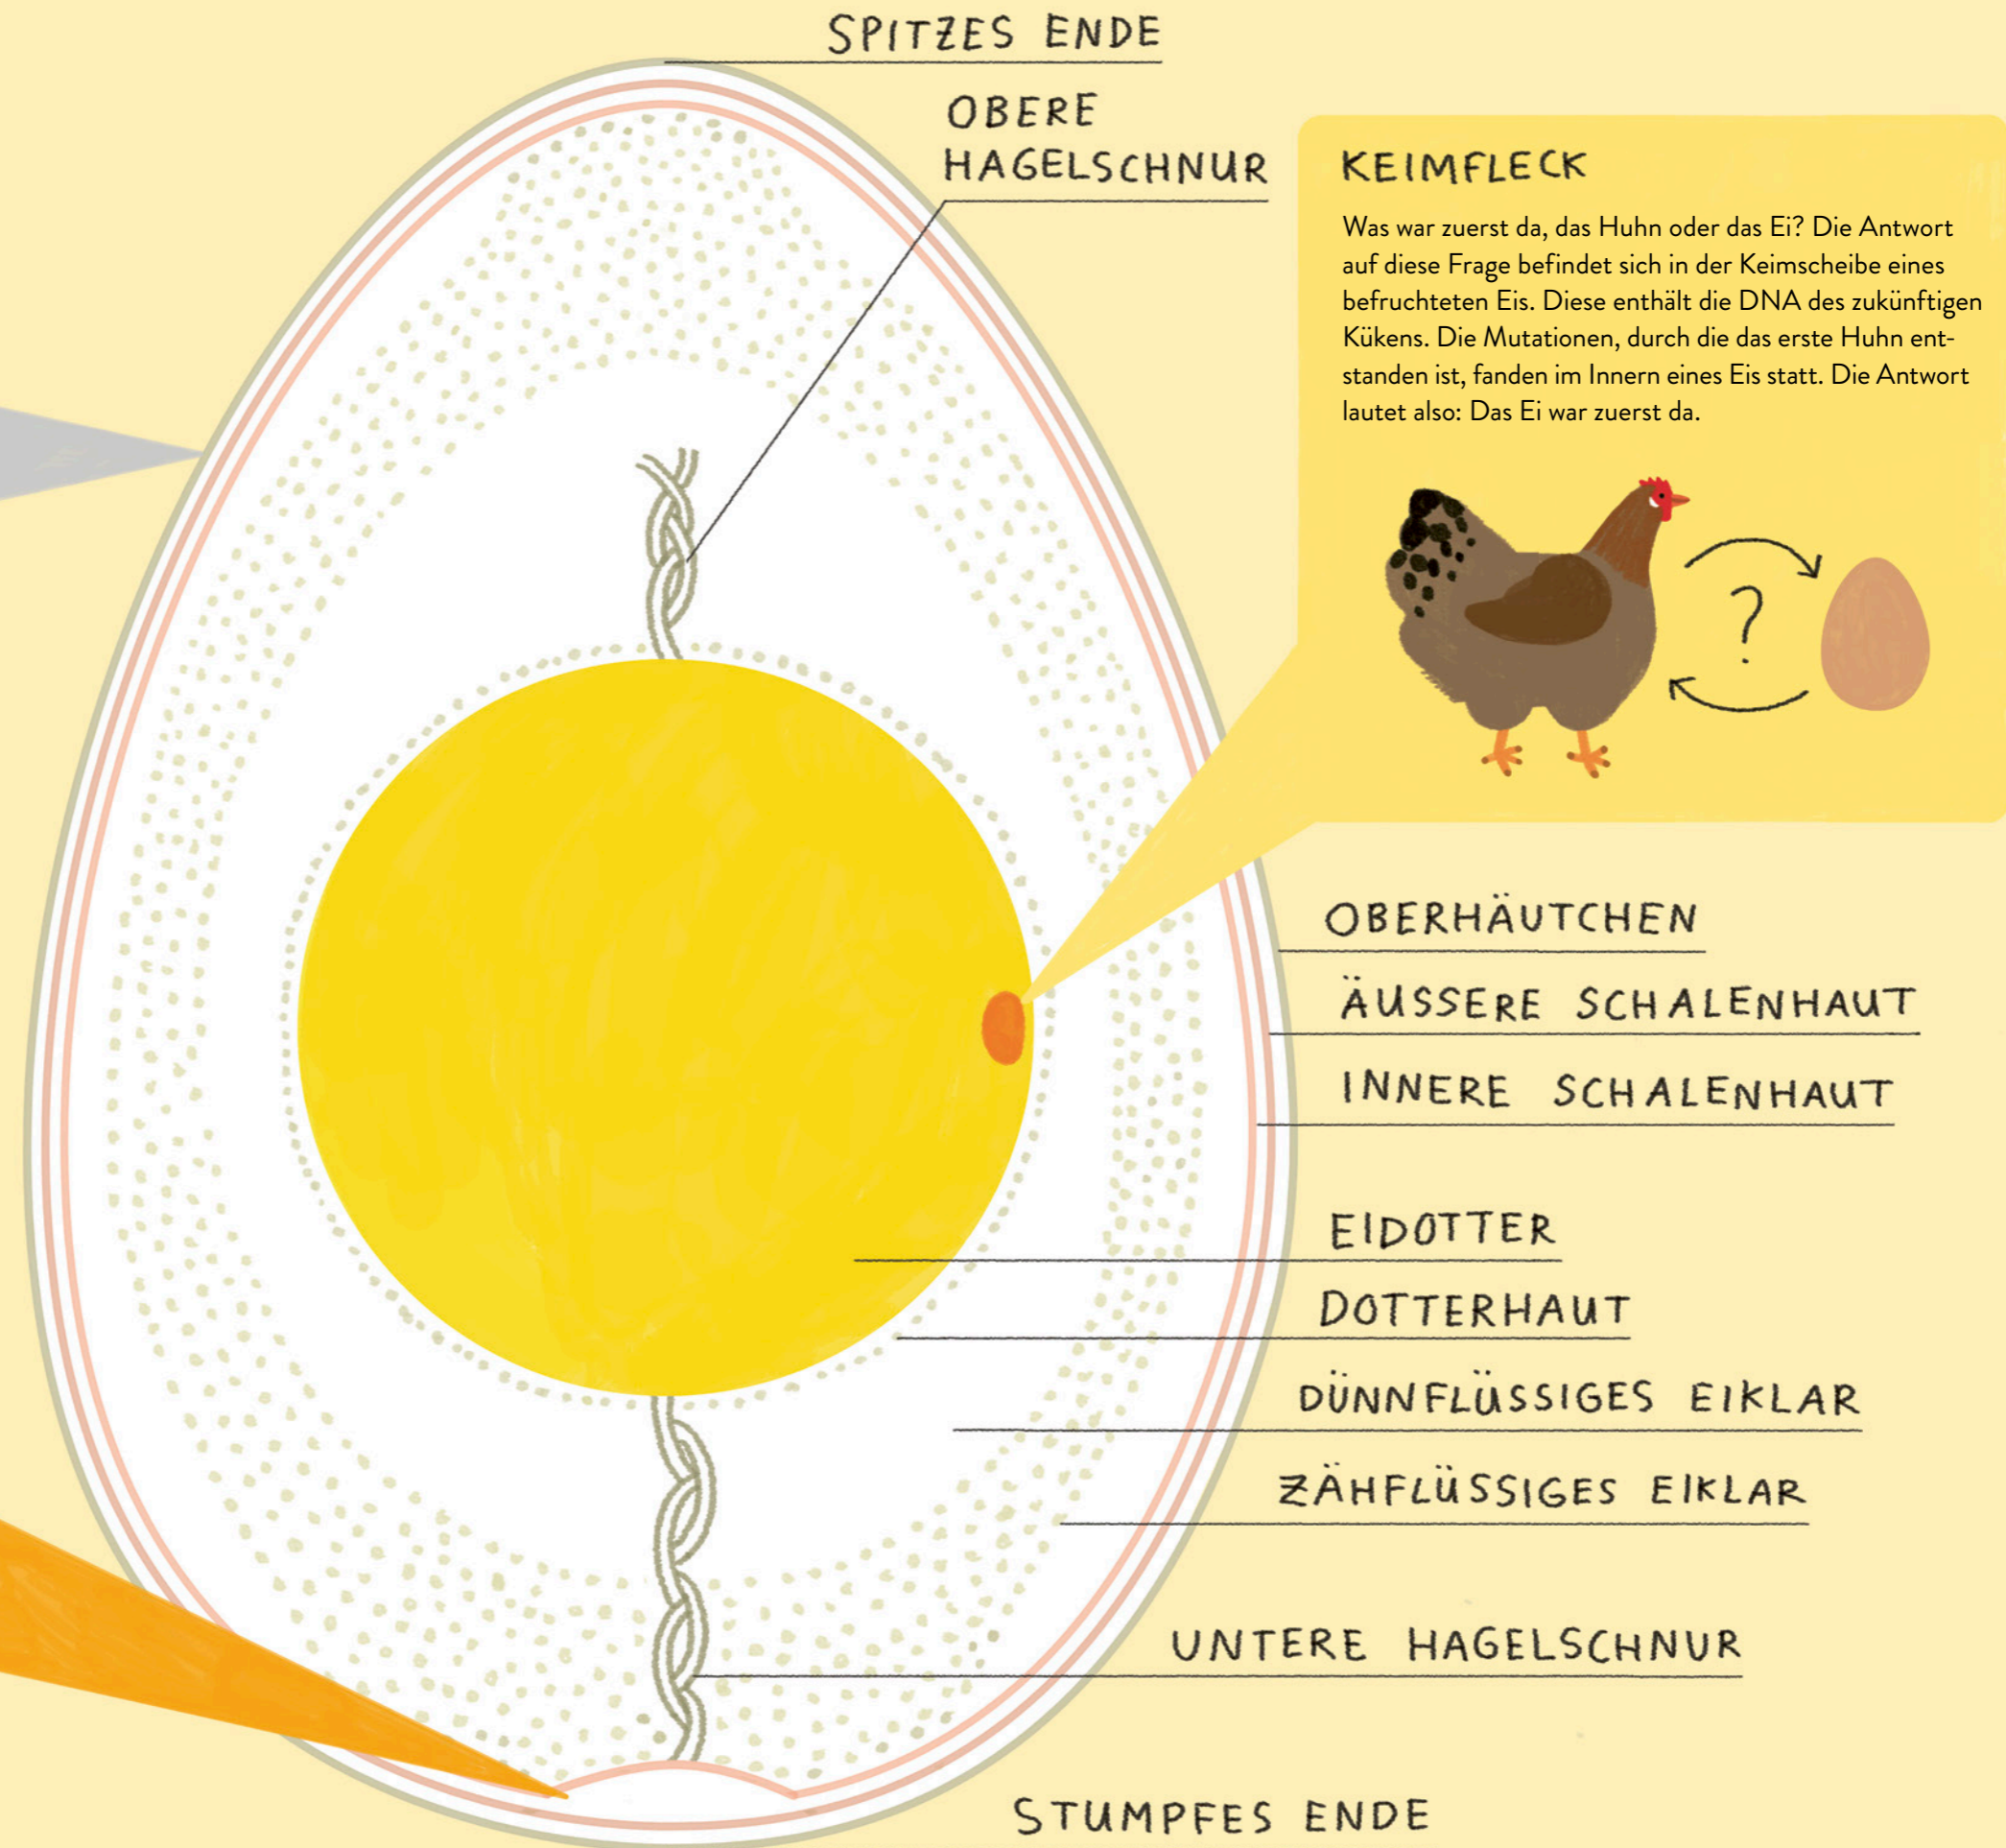 SPITZES ENDE
OBERE
HAGELSCHNUR
KEIMFLECK
Was war zuerst da, das Huhn oder das Ei? Die Antwort
auf diese Frage befindet sich in der Keimscheibe eines
befruchteten Eis. Diese enthält die DNA des zukünftigen
Kükens. Die Mutationen, durch die das erste Huhn ent-
standen ist, fanden im Innern eines Eis statt. Die Antwort
lautet also: Das Ei war zuerst da.
?
OBERHÄUTCHEN
ÄUSSERE SCHALENHAUT
INNERE SCHALENHAUT
EIDOTTER
DOTTERHAUT
DÜNNFLÜSSIGES EIKLAR
ZÄHFLÜSSIGES EIKLAR
UNTERE HAGELSCHNUR
STUMPFES ENDE